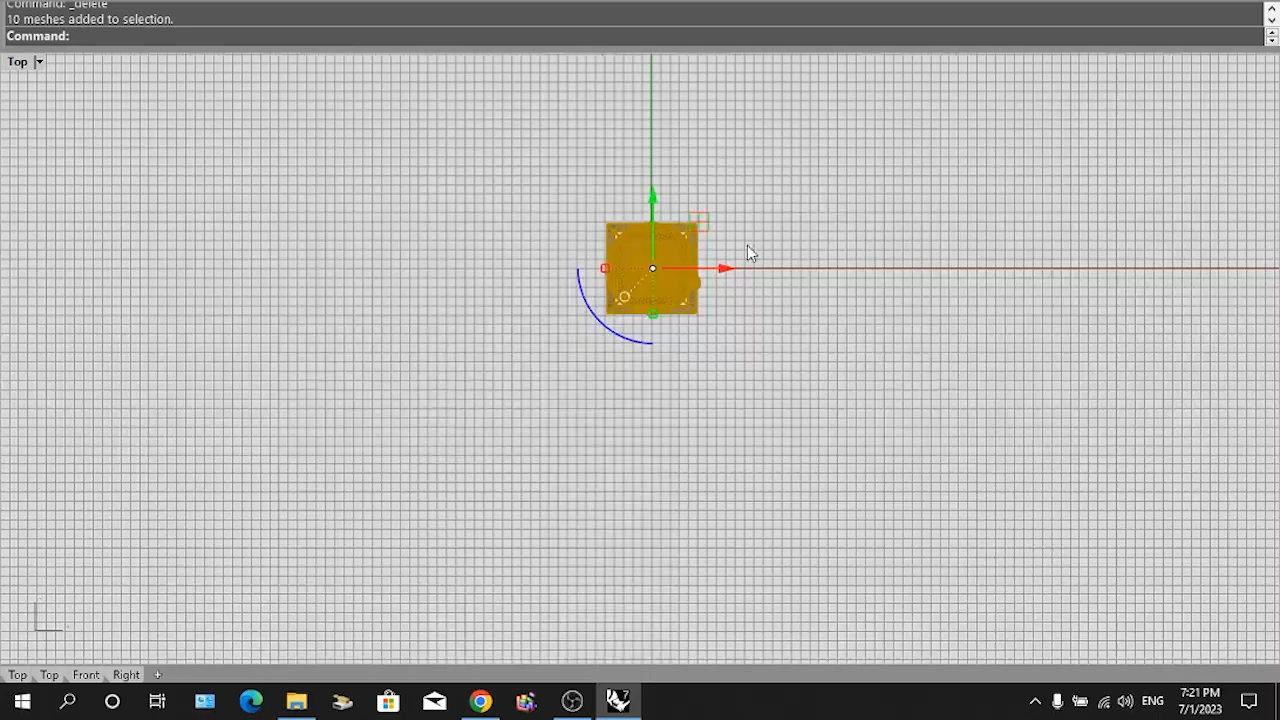 Command: _delete
10 meshes added to selection.
Command:
Top
Top Top Front Right
ENG
7:21 PM
7/1/2023
7